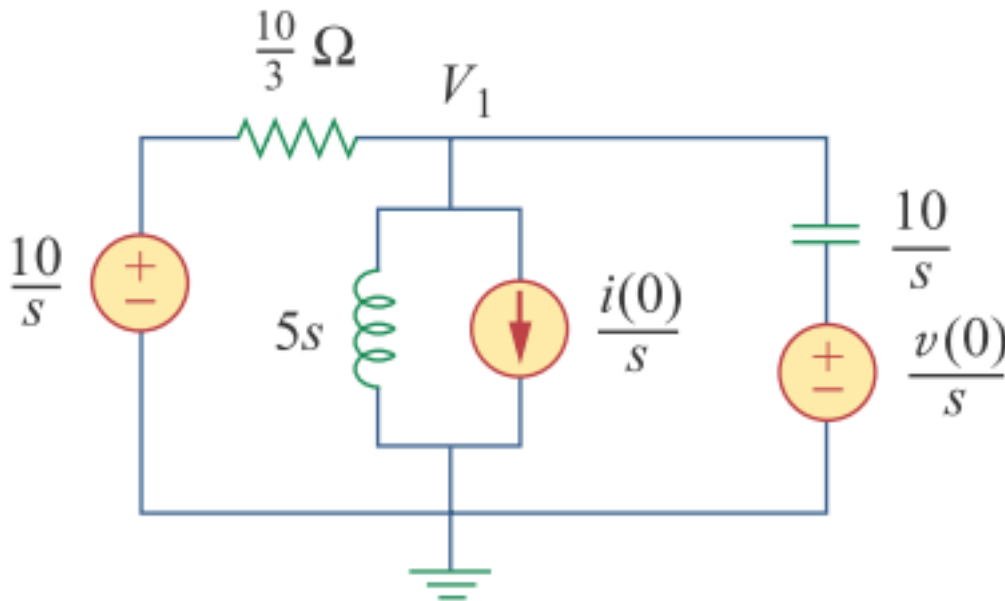 10/3 Ω
V₁
10/s
+
−
5s
i(0)/s
10/s
+
−
v(0)/s